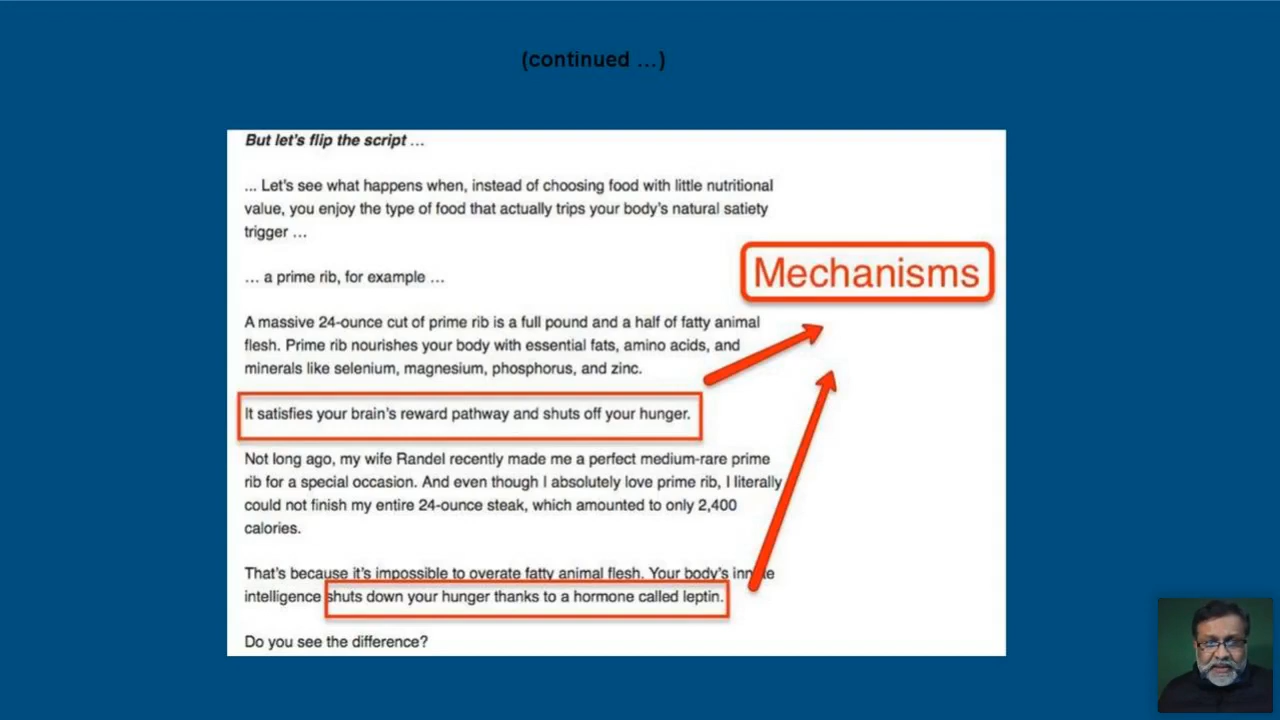 (continued ...)
But let's flip the script ...
... Let's see what happens when, instead of choosing food with little nutritional
value, you enjoy the type of food that actually trips your body's natural satiety
trigger ...
... a prime rib, for example ...
Mechanisms
A massive 24-ounce cut of prime rib is a full pound and a half of fatty animal
flesh. Prime rib nourishes your body with essential fats, amino acids, and
minerals like selenium, magnesium, phosphorus, and zinc.
It satisfies your brain's reward pathway and shuts off your hunger.
Not long ago, my wife Randel recently made me a perfect medium-rare prime
rib for a special occasion. And even though I absolutely love prime rib, I literally
could not finish my entire 24-ounce steak, which amounted to only 2,400
calories.
That's because it's impossible to overate fatty animal flesh. Your body's innate
intelligence shuts down your hunger thanks to a hormone called leptin.
Do you see the difference?